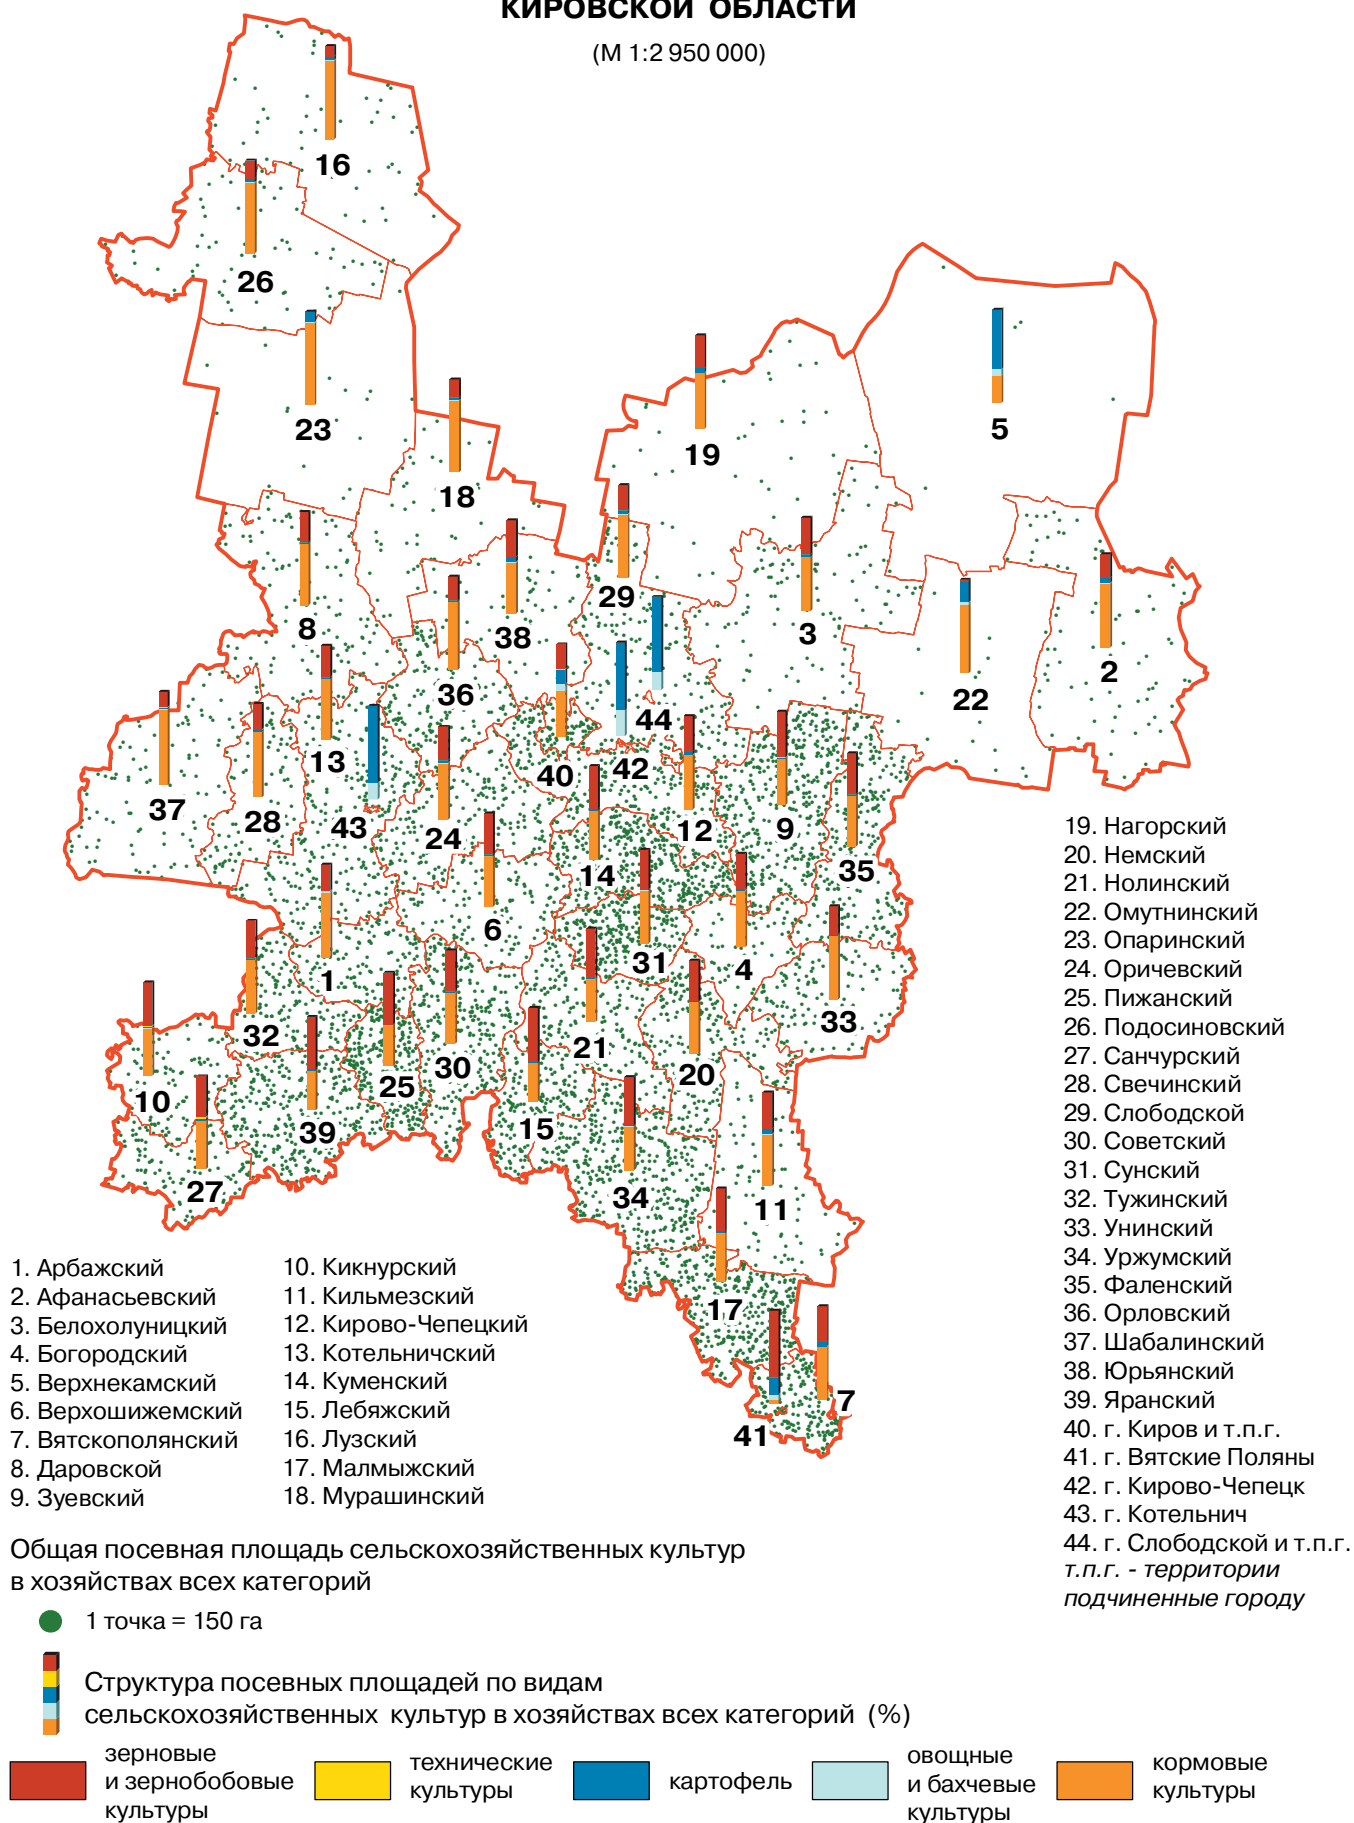 КИРОВСКОЙ ОБЛАСТИ
(М 1:2 950 000)
16
26
23
18
19
5
29
8
38
3
2
36
22
44
13
40
42
37
28
43
24
12
9
35
14
6
31
4
1
32
33
30
21
20
10
25
39
15
27
34
11
17
7
41
1. Арбажский
2. Афанасьевский
3. Белохолуницкий
4. Богородский
5. Верхнекамский
6. Верхошижемский
7. Вятскополянский
8. Даровской
9. Зуевский
10. Кикнурский
11. Кильмезский
12. Кирово-Чепецкий
13. Котельничский
14. Куменский
15. Лебяжский
16. Лузский
17. Малмыжский
18. Мурашинский
19. Нагорский
20. Немский
21. Нолинский
22. Омутнинский
23. Опаринский
24. Оричевский
25. Пижанский
26. Подосиновский
27. Санчурский
28. Свечинский
29. Слободской
30. Советский
31. Сунский
32. Тужинский
33. Унинский
34. Уржумский
35. Фаленский
36. Орловский
37. Шабалинский
38. Юрьянский
39. Яранский
40. г. Киров и т.п.г.
41. г. Вятские Поляны
42. г. Кирово-Чепецк
43. г. Котельнич
44. г. Слободской и т.п.г.
т.п.г. - территории
подчиненные городу
Общая посевная площадь сельскохозяйственных культур
в хозяйствах всех категорий
1 точка = 150 га
Структура посевных площадей по видам
сельскохозяйственных культур в хозяйствах всех категорий (%)
зерновые
и зернобобовые
культуры
технические
культуры
картофель
овощные
и бахчевые
культуры
кормовые
культуры